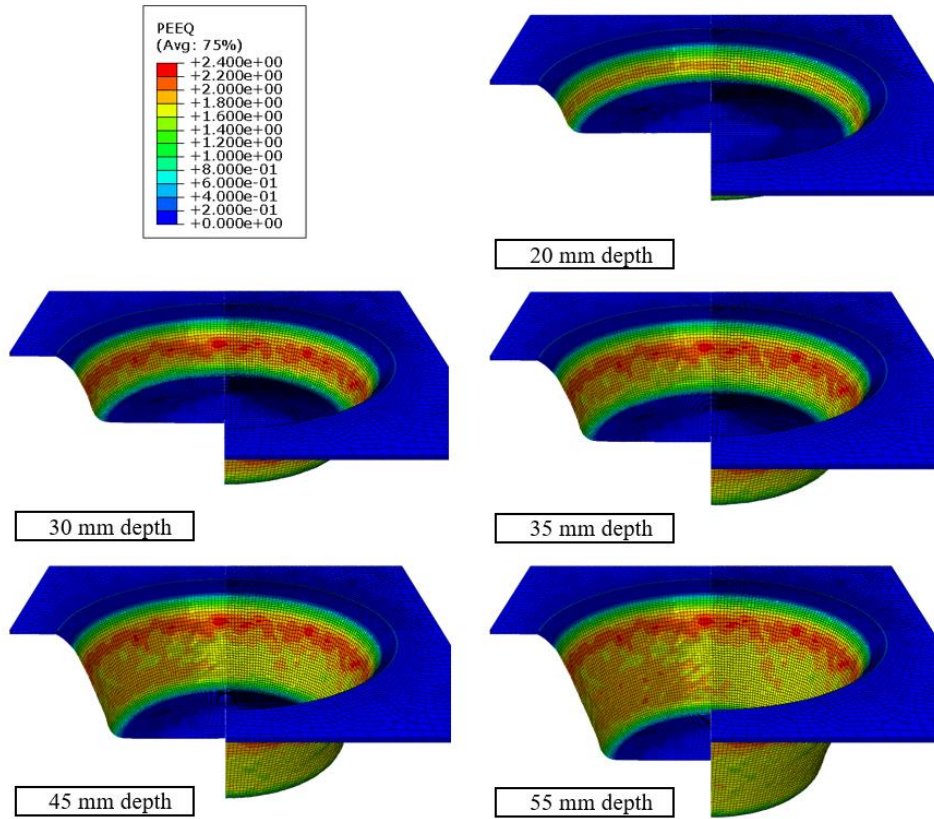 PEEQ
(Avg: 75%)
+2.400e+00
+2.200e+00
+2.000e+00
+1.800e+00
+1.600e+00
+1.400e+00
+1.200e+00
+1.000e+00
+8.000e-01
+6.000e-01
+4.000e-01
+2.000e-01
+0.000e+00
20 mm depth
30 mm depth
35 mm depth
45 mm depth
55 mm depth